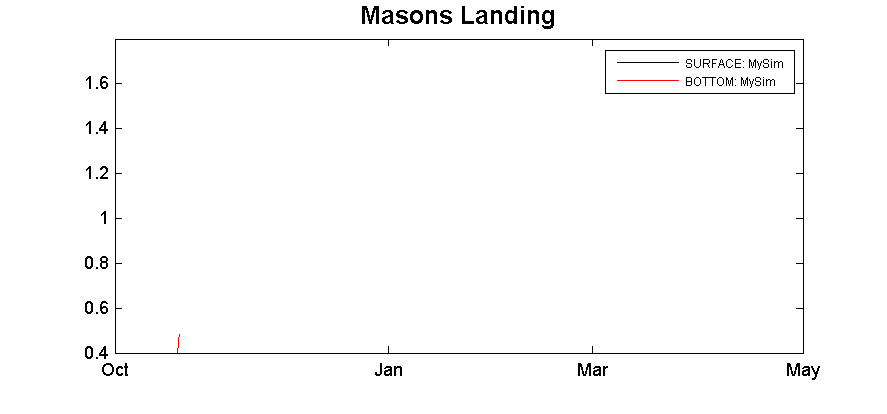 Masons Landing
SURFACE: MySim
BOTTOM: MySim
1.6
1.4
1.2
1
0.8
0.6
0.4
Oct Jan Mar May